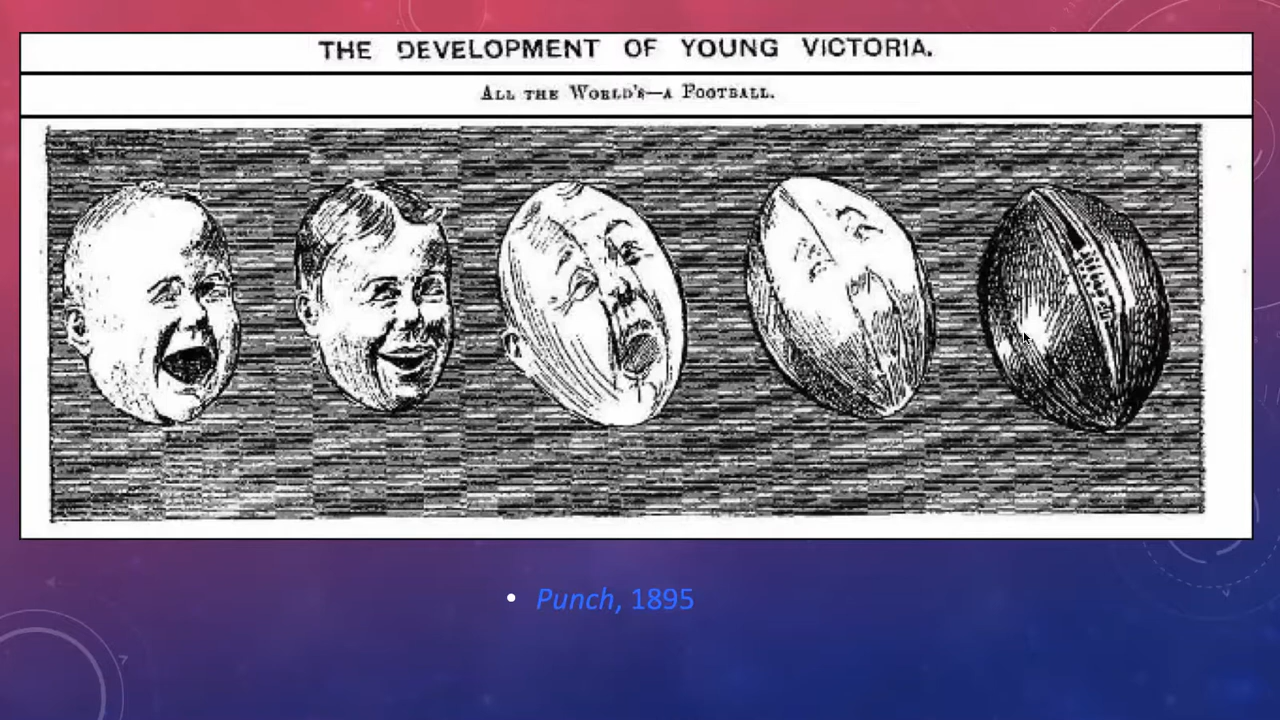 THE DEVELOPMENT OF YOUNG VICTORIA.
ALL THE WORLD'S—A FOOTBALL.
• Punch, 1895